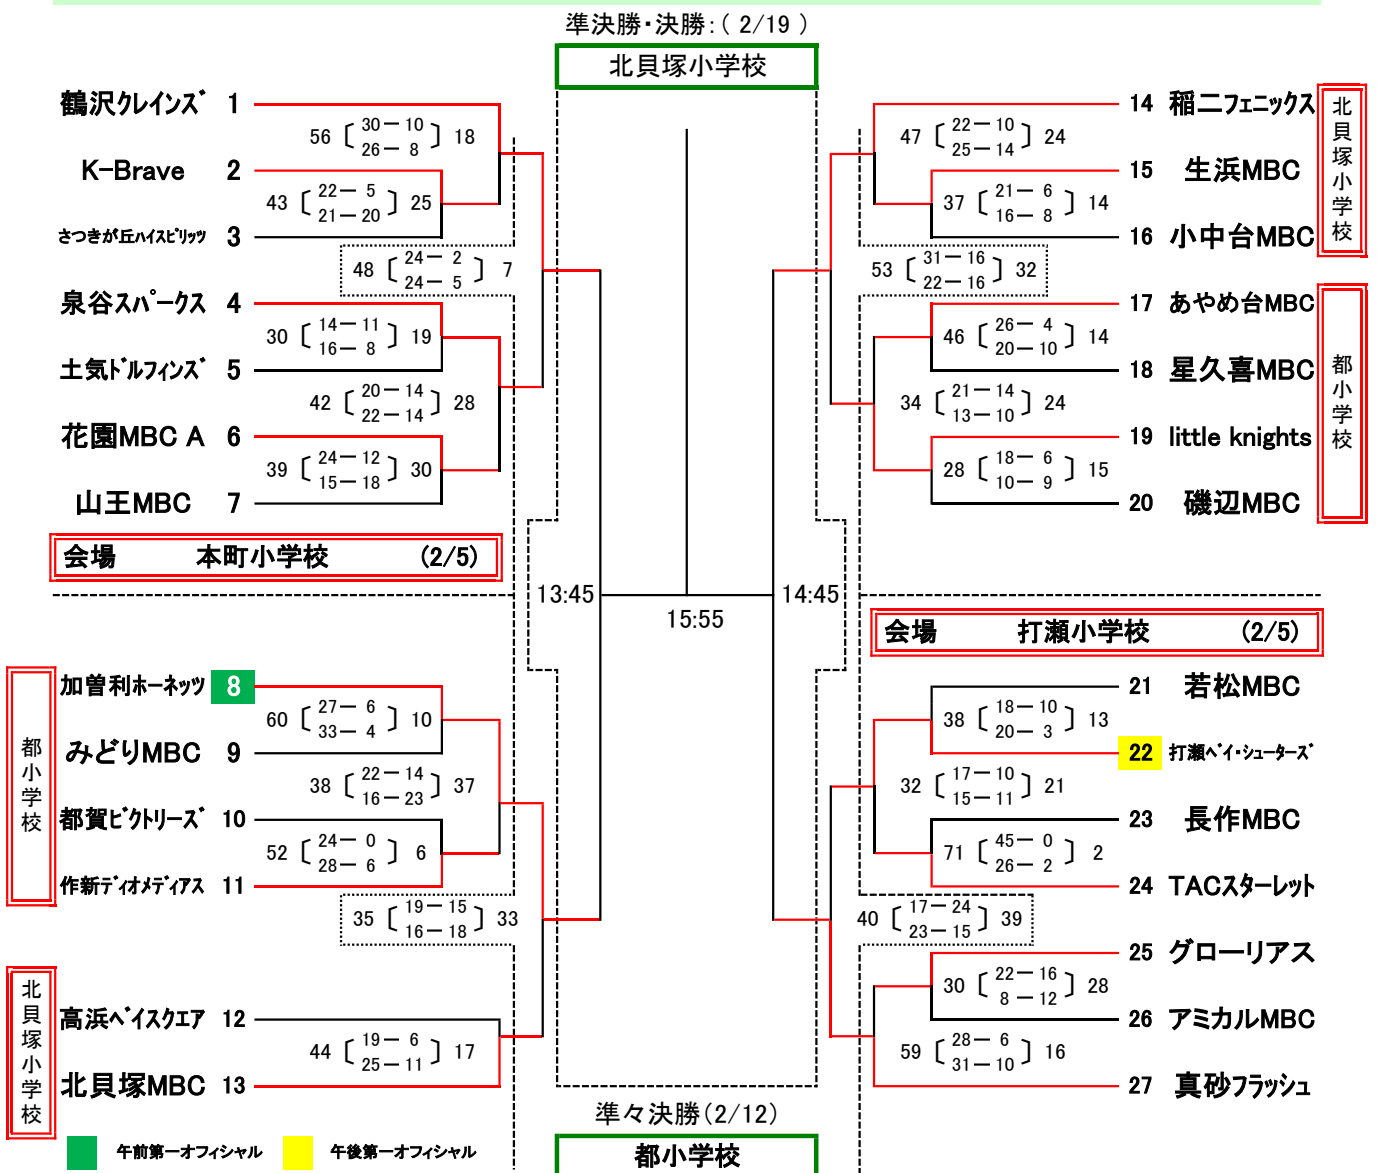 準決勝・決勝：( 2/19 )
北貝塚小学校
鶴沢クレインズ 1
56 〔 30－10 26－8 〕 18
K-Brave 2
43 〔 22－5 21－20 〕 25
さつきが丘ハイスピリッツ 3
48 〔 24－2 24－5 〕 7
泉谷スパークス 4
30 〔 14－11 16－8 〕 19
土気ドルフィンズ 5
42 〔 20－14 22－14 〕 28
花園MBC A 6
39 〔 24－12 15－18 〕 30
山王MBC 7
会場 本町小学校 (2/5)
14 稲二フェニックス
47 〔 22－10 25－14 〕 24
15 生浜MBC
37 〔 21－6 16－8 〕 14
16 小中台MBC
北貝塚小学校
53 〔 31－16 22－16 〕 32
17 あやめ台MBC
46 〔 26－4 20－10 〕 14
18 星久喜MBC
34 〔 21－14 13－10 〕 24
19 little knights
28 〔 18－6 10－9 〕 15
20 磯辺MBC
都小学校
13:45
14:45
15:55
会場 打瀬小学校 (2/5)
都小学校
加曽利ホーネッツ 8
60 〔 27－6 33－4 〕 10
みどりMBC 9
38 〔 22－14 16－23 〕 37
都賀ビクトリーズ 10
52 〔 24－0 28－6 〕 6
作新ディオメディアス 11
35 〔 19－15 16－18 〕 33
北貝塚小学校
高浜ベイスクエア 12
44 〔 19－6 25－11 〕 17
北貝塚MBC 13
21 若松MBC
38 〔 18－10 20－3 〕 13
22 打瀬ベイ・シューターズ
32 〔 17－10 15－11 〕 21
23 長作MBC
71 〔 45－0 26－2 〕 2
24 TACスターレット
40 〔 17－24 23－15 〕 39
25 グローリアス
30 〔 22－16 8－12 〕 28
26 アミカルMBC
59 〔 28－6 31－10 〕 16
27 真砂フラッシュ
準々決勝(2/12)
都小学校
午前第一オフィシャル
午後第一オフィシャル